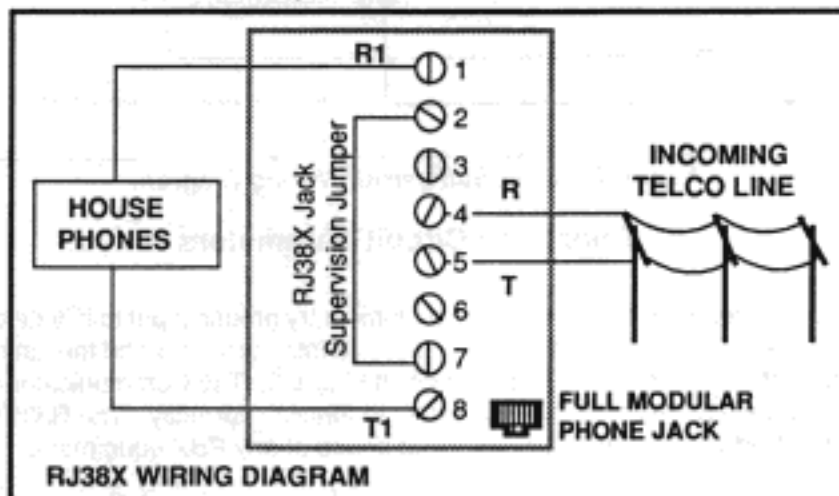 R1
1
2
3
4
5
6
7
8
RJ38X Jack
Supervision Jumper
HOUSE
PHONES
R
T
INCOMING
TELCO LINE
T1
FULL MODULAR
PHONE JACK
RJ38X WIRING DIAGRAM